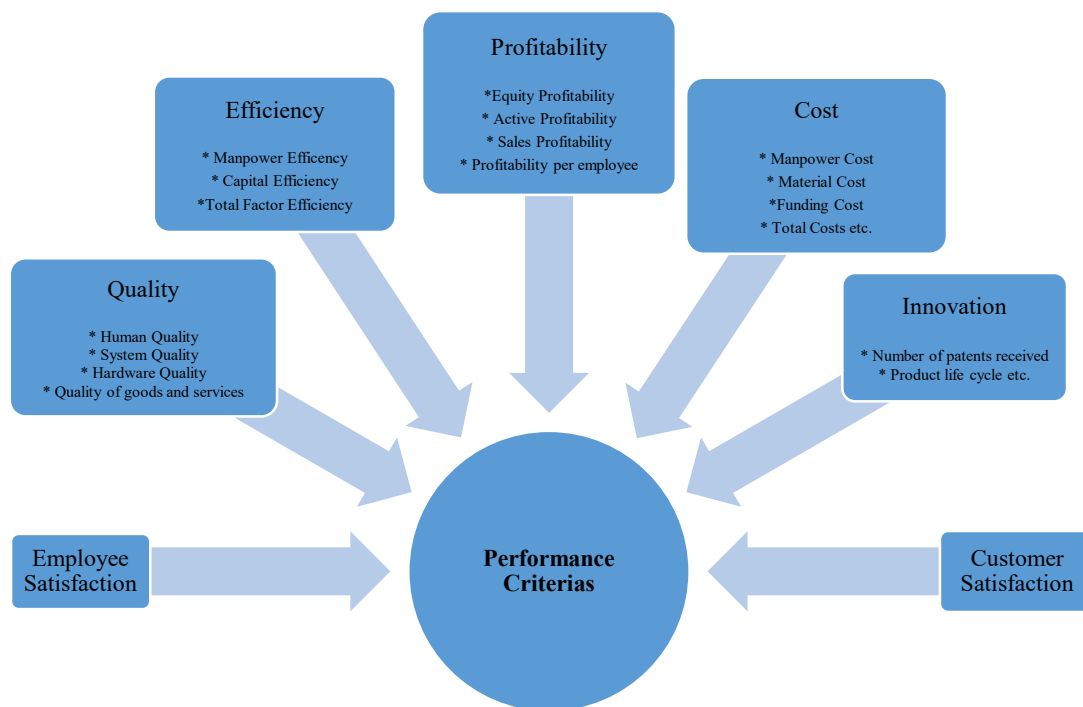 Profitability
*Equity Profitability
* Active Profitability
* Sales Profitability
* Profitability per employee
Efficiency
* Manpower Efficency
* Capital Efficiency
*Total Factor Efficiency
Cost
* Manpower Cost
* Material Cost
*Funding Cost
* Total Costs etc.
Quality
* Human Quality
* System Quality
* Hardware Quality
* Quality of goods and services
Innovation
* Number of patents received
* Product life cycle etc.
Employee
Satisfaction
Performance
Criterias
Customer
Satisfaction